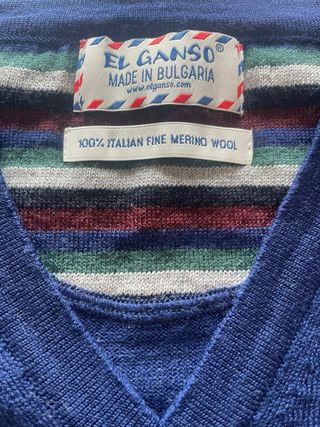 EL GANSO
MADE IN BULGARIA
www.elganso.com
100% ITALIAN FINE MERINO WOOL